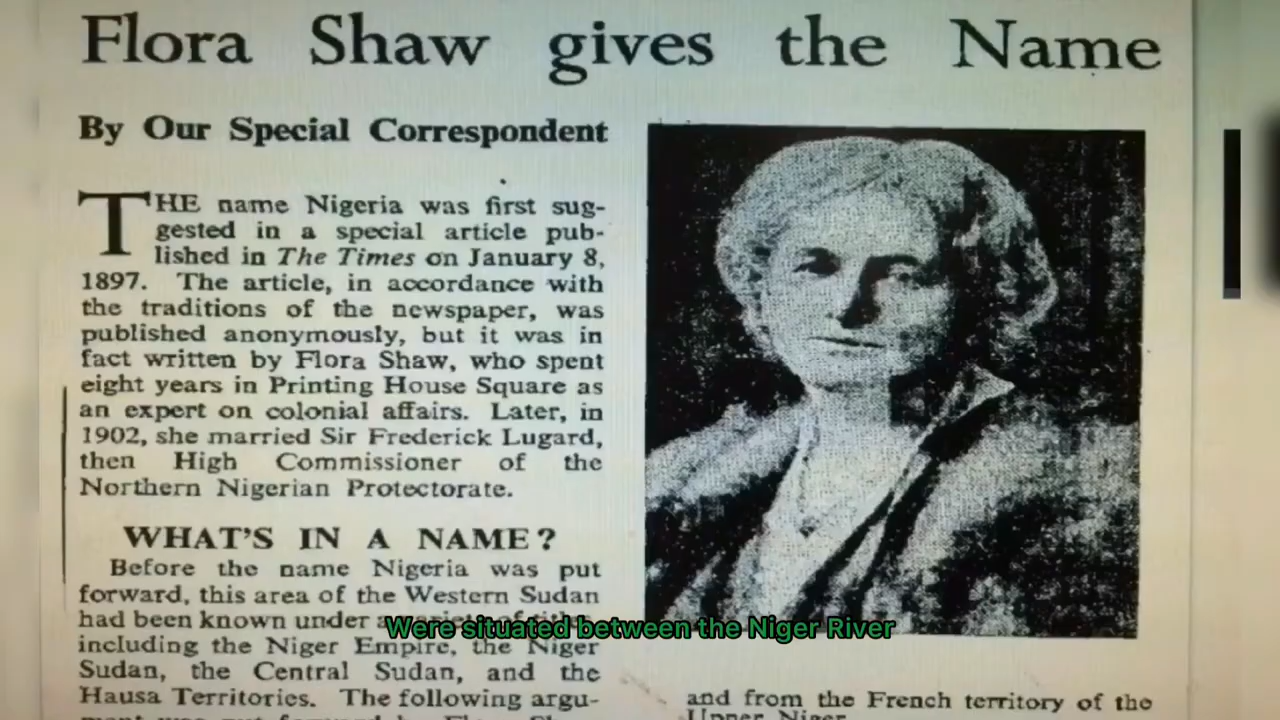 Flora Shaw gives the Name
By Our Special Correspondent
THE name Nigeria was first sug-
gested in a special article pub-
lished in The Times on January 8,
1897. The article, in accordance with
the traditions of the newspaper, was
published anonymously, but it was in
fact written by Flora Shaw, who spent
eight years in Printing House Square as
an expert on colonial affairs. Later, in
1902, she married Sir Frederick Lugard,
then High Commissioner of the
Northern Nigerian Protectorate.
WHAT'S IN A NAME?
Before the name Nigeria was put
forward, this area of the Western Sudan
had been known under
including the Niger Empire, the Niger
Sudan, the Central Sudan, and the
Hausa Territories. The following argu-
and from the French territory of the
Upper Niger
Were situated between the Niger River